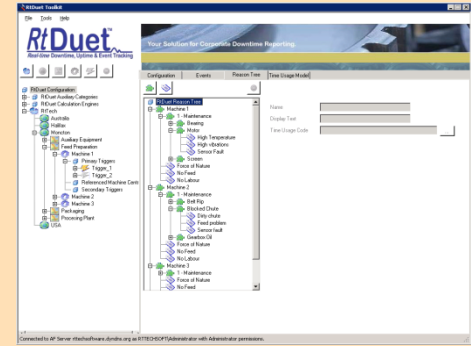 RtDuet Toolkit
File Tools Help
RtDuet
Real-time Downtime, Uptime & Event Tracking
Your Solution for Corporate Downtime Reporting.
Configuration Events Reason Tree Time Usage Model
RtDuet Configuration
RtDuet Auxiliary Categories
RtDuet Calculation Engines
RtTech
Australia
Halifax
Moncton
Auxiliary Equipment
Feed Preparation
Machine 1
Primary Triggers
Trigger_1
Trigger_2
Referenced Machine Cent
Secondary Triggers
Machine 2
Machine 3
Packaging
Processing Plant
USA
RtDuet Reason Tree
Machine 1
1 - Maintenance
Bearing
Motor
High Temperature
High vibrations
Sensor Fault
Screen
Force of Nature
No Feed
No Labour
Machine 2
1 - Maintenance
Belt Rip
Blocked Chute
Dirty chute
Feed problem
Sensor fault
Gearbox Oil
Force of Nature
No Feed
No Labour
Machine 3
1 - Maintenance
Force of Nature
No Feed
Name
Display Text
Time Usage Code
...
Connected to AF Server rttechsoftware.dyndns.org as RTTECHSOFT\Administrator with Administrator permissions.